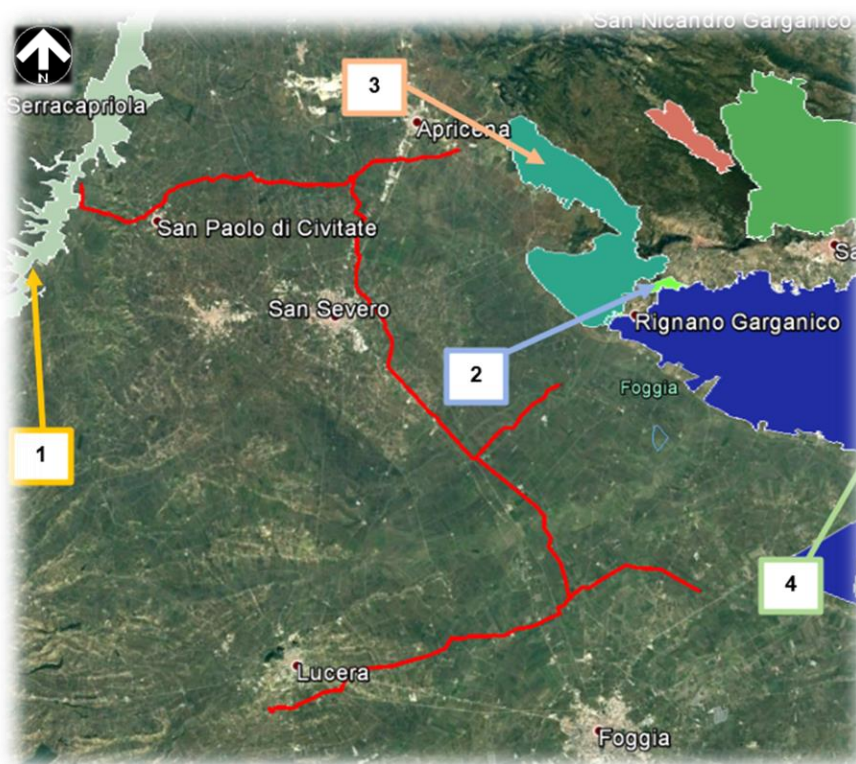 San Nicandro Garganico
N
3
Serracapriola
Apricena
San Paolo di Civitate
San Severo
Rignano Garganico
2
Foggia
1
4
Lucera
Foggia